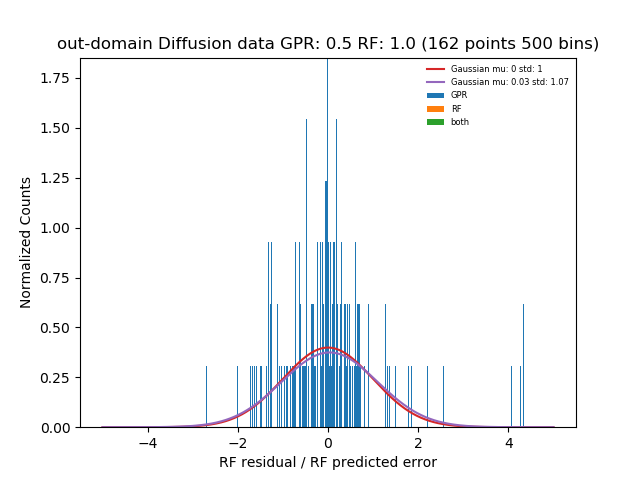 out-domain Diffusion data GPR: 0.5 RF: 1.0 (162 points 500 bins)
Gaussian mu: 0 std: 1
Gaussian mu: 0.03 std: 1.07
GPR
RF
both
Normalized Counts
1.75
1.50
1.25
1.00
0.75
0.50
0.25
0.00
−4
−2
0
2
4
RF residual / RF predicted error